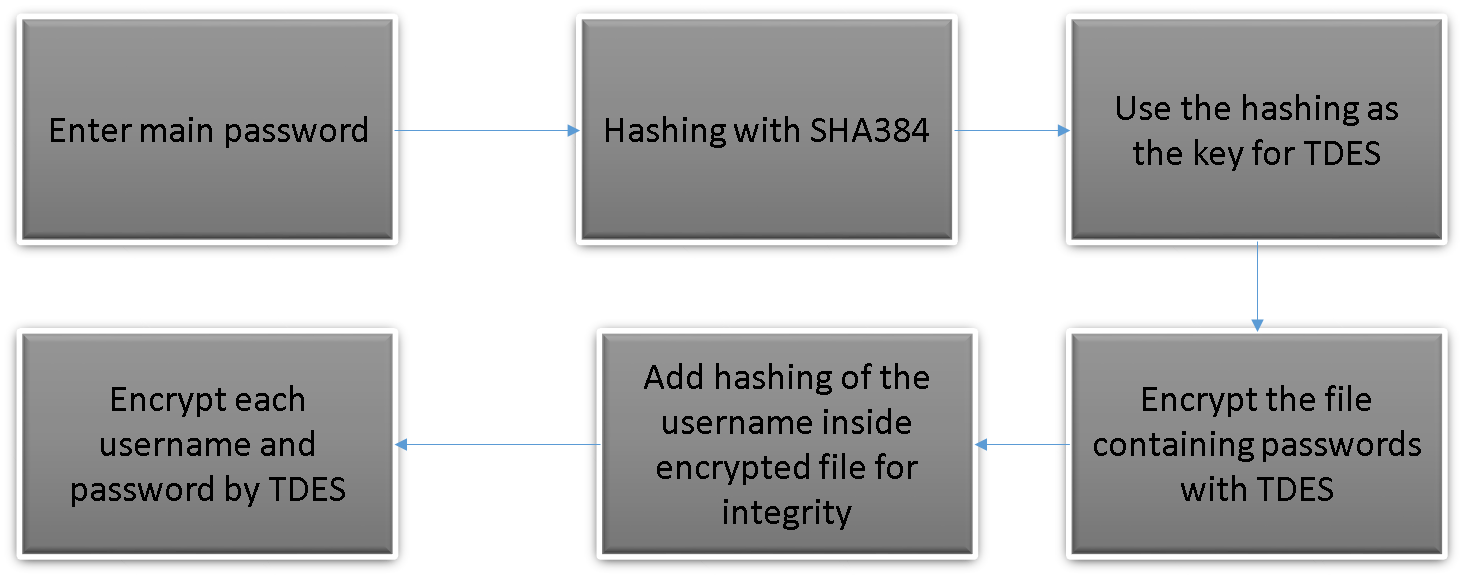 Enter main password
Hashing with SHA384
Use the hashing as
the key for TDES
Encrypt the file
containing passwords
with TDES
Add hashing of the
username inside
encrypted file for
integrity
Encrypt each
username and
password by TDES